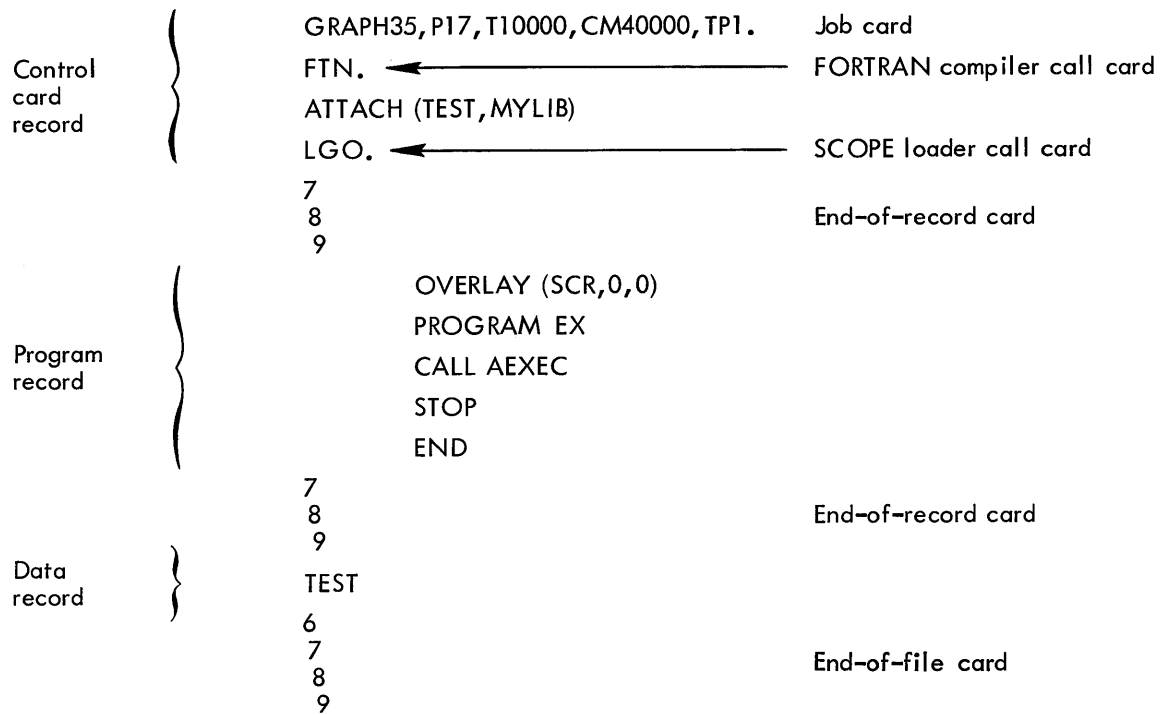 GRAPH35,P17,T10000,CM40000,TP1. Job card
Control card record
FTN. FORTRAN compiler call card
ATTACH (TEST,MYLIB)
LGO. SCOPE loader call card
7
8 End-of-record card
9
Program record
OVERLAY (SCR,0,0)
PROGRAM EX
CALL AEXEC
STOP
END
7
8 End-of-record card
9
Data record
TEST
6
7
8 End-of-file card
9